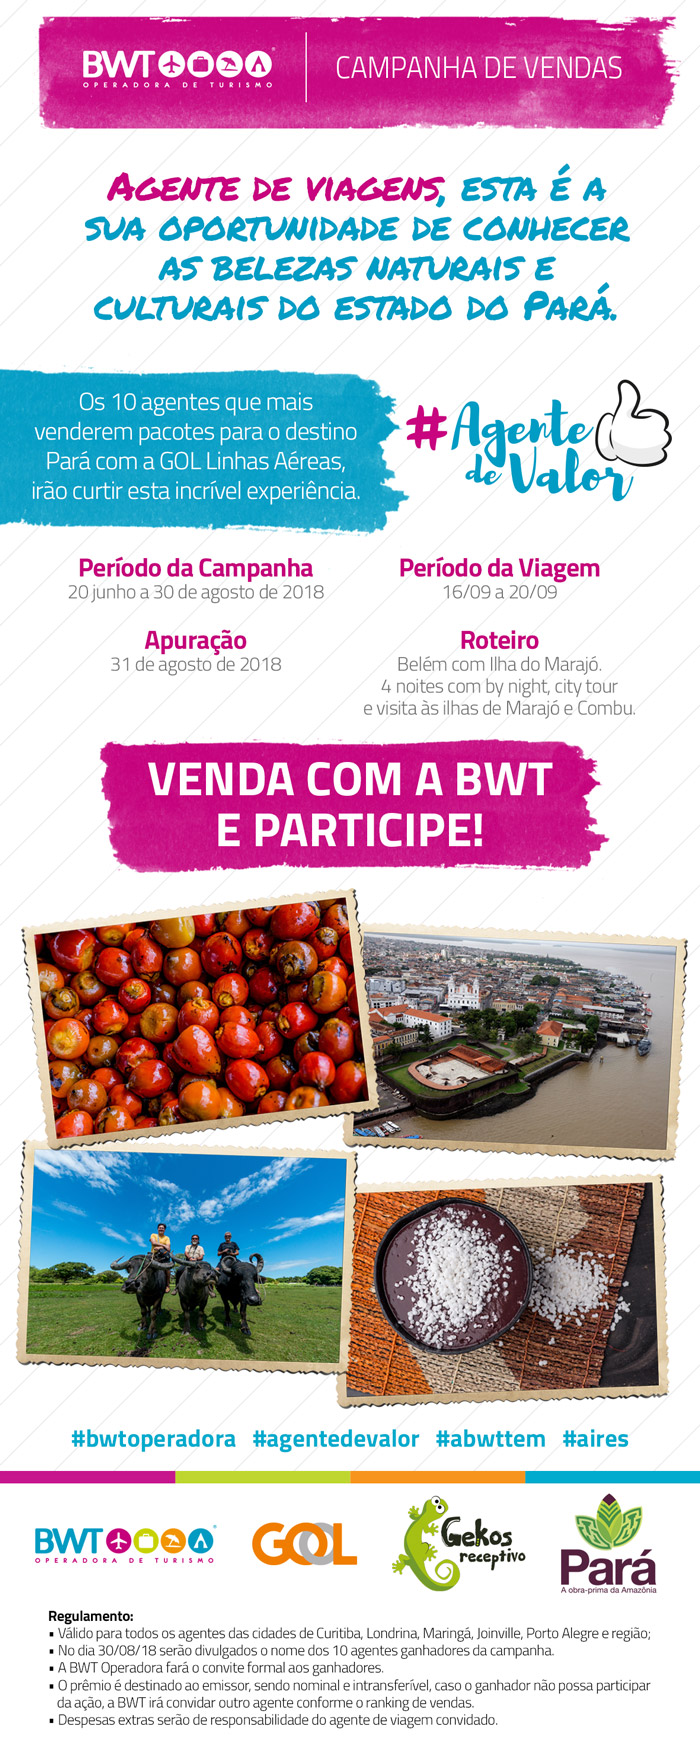 BWT
OPERADORA DE TURISMO
CAMPANHA DE VENDAS
AGENTE DE VIAGENS, ESTA É A
SUA OPORTUNIDADE DE CONHECER
AS BELEZAS NATURAIS E
CULTURAIS DO ESTADO DO PARÁ.
Os 10 agentes que mais
venderem pacotes para o destino
Pará com a GOL Linhas Aéreas,
irão curtir esta incrível experiência.
#Agente
de Valor
Período da Campanha
20 junho a 30 de agosto de 2018
Período da Viagem
16/09 a 20/09
Apuração
31 de agosto de 2018
Roteiro
Belém com Ilha do Marajó.
4 noites com by night, city tour
e visita às ilhas de Marajó e Combu.
VENDA COM A BWT
E PARTICIPE!
#bwtoperadora #agentedevalor #abwttem #aires
BWT
OPERADORA DE TURISMO
GOL
Gekos
receptivo
Pará
A obra-prima da Amazônia
Regulamento:
▪ Válido para todos os agentes das cidades de Curitiba, Londrina, Maringá, Joinville, Porto Alegre e região;
▪ No dia 30/08/18 serão divulgados o nome dos 10 agentes ganhadores da campanha.
▪ A BWT Operadora fará o convite formal aos ganhadores.
▪ O prêmio é destinado ao emissor, sendo nominal e intransferível, caso o ganhador não possa participar
da ação, a BWT irá convidar outro agente conforme o ranking de vendas.
▪ Despesas extras serão de responsabilidade do agente de viagem convidado.